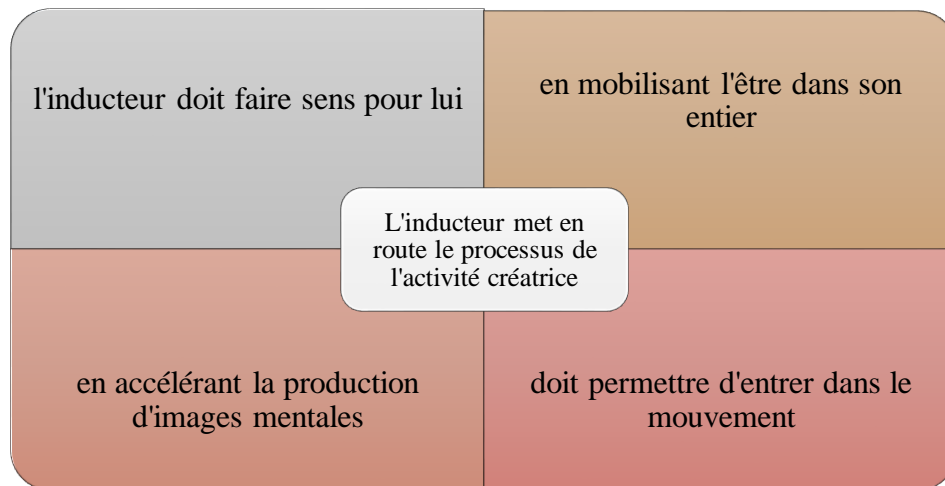 l'inducteur doit faire sens pour lui
en mobilisant l'être dans son
entier
L'inducteur met en
route le processus de
l'activité créatrice
en accélérant la production
d'images mentales
doit permettre d'entrer dans le
mouvement